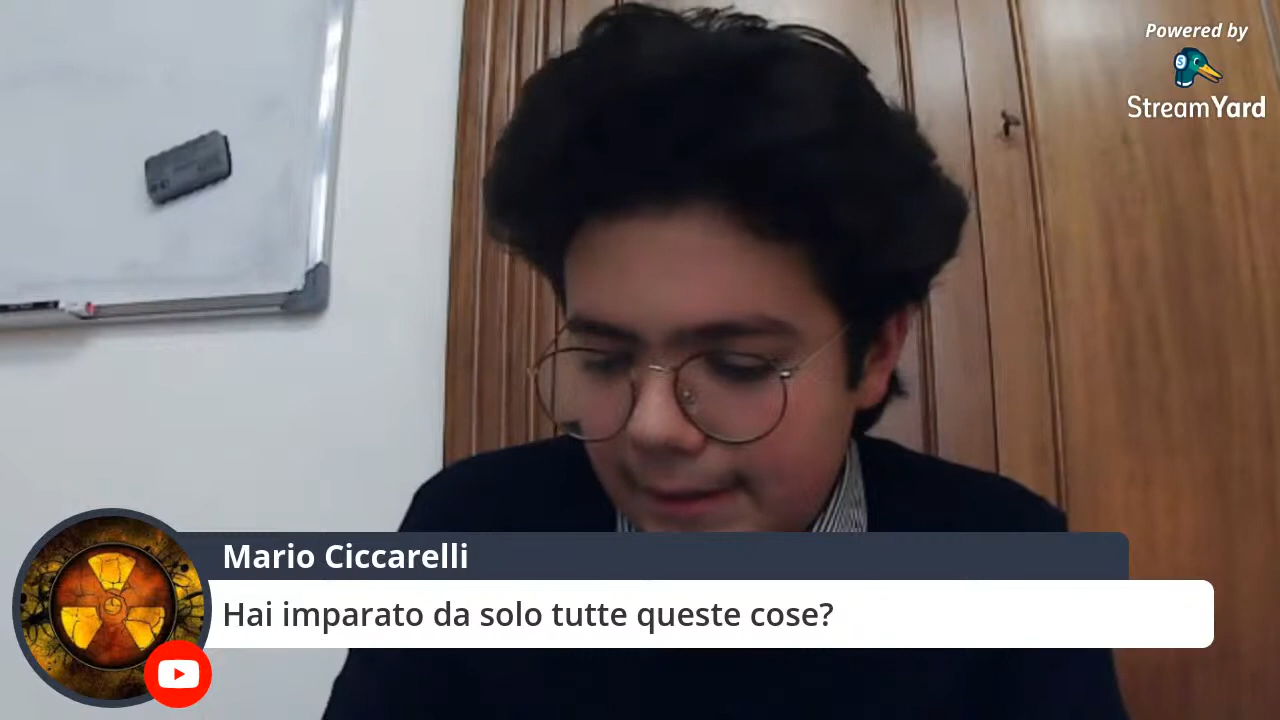 Powered by
StreamYard
Mario Ciccarelli
Hai imparato da solo tutte queste cose?